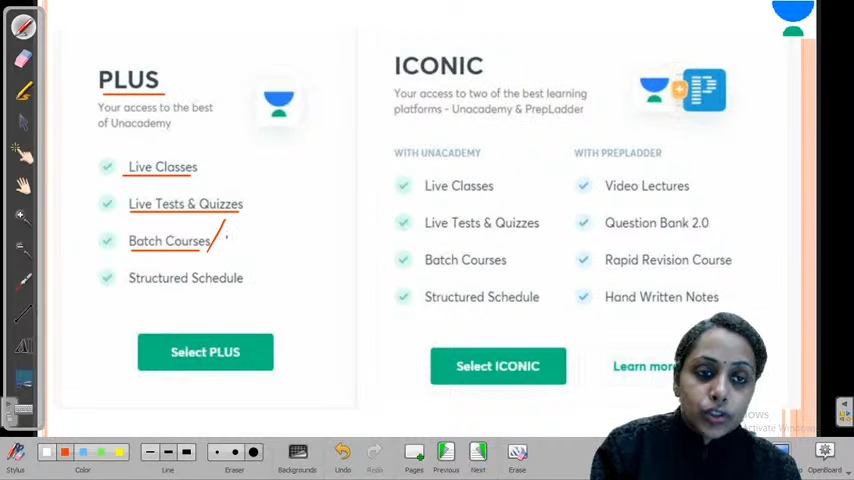 PLUS
Your access to the best
of Unacademy
Live Classes
Live Tests & Quizzes
Batch Courses
Structured Schedule
Select PLUS
ICONIC
Your access to two of the best learning
platforms - Unacademy & PrepLadder
WITH UNACADEMY
Live Classes
Live Tests & Quizzes
Batch Courses
Structured Schedule
WITH PREPLADDER
Video Lectures
Question Bank 2.0
Rapid Revision Course
Hand Written Notes
Select ICONIC
Learn more
Activate Windows
Stylus
Color
Line
Eraser
Backgrounds
Undo
Redo
Pages
Previous
Next
Erase
OpenBoard